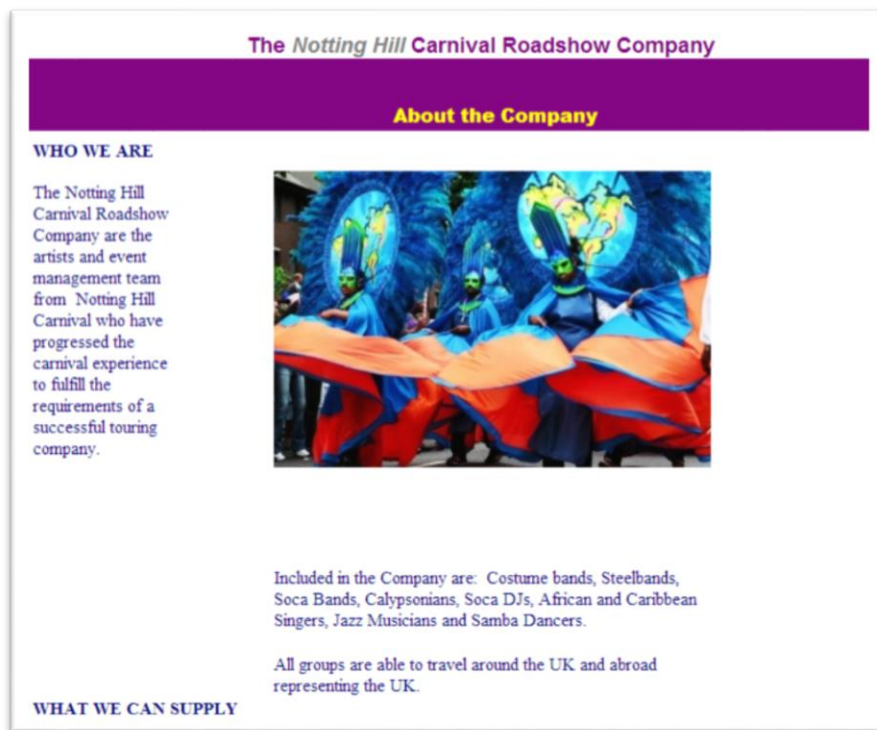 The Notting Hill Carnival Roadshow Company
About the Company
WHO WE ARE
The Notting Hill
Carnival Roadshow
Company are the
artists and event
management team
from  Notting Hill
Carnival who have
progressed the
carnival experience
to fulfill the
requirements of a
successful touring
company.
Included in the Company are:  Costume bands, Steelbands,
Soca Bands, Calypsonians, Soca DJs, African and Caribbean
Singers, Jazz Musicians and Samba Dancers.
All groups are able to travel around the UK and abroad
representing the UK.
WHAT WE CAN SUPPLY